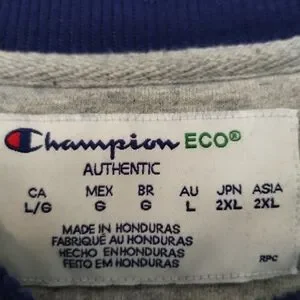 Champion ECO®
AUTHENTIC
CA MEX BR AU JPN ASIA
L/G G G L 2XL 2XL
MADE IN HONDURAS
FABRIQUÉ AU HONDURAS
HECHO EN HONDURAS
FEITO EM HONDURAS
RPC